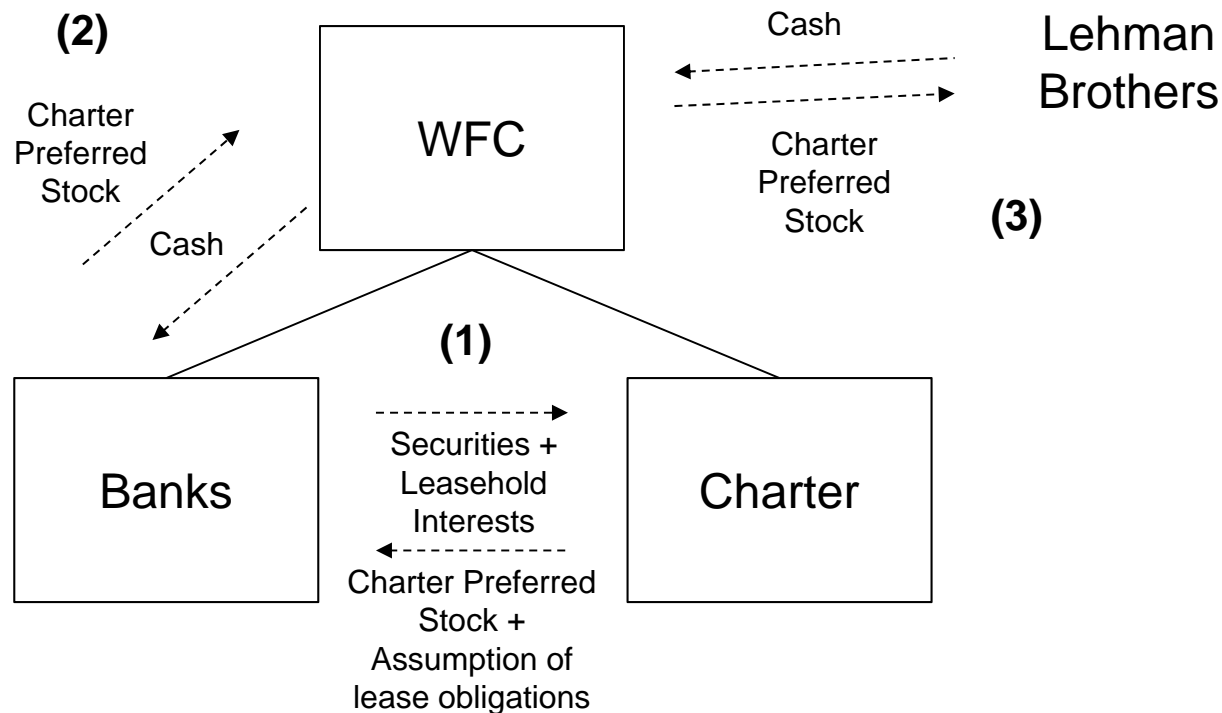 (2)
Charter
Preferred
Stock
Cash
WFC
Cash
Charter
Preferred
Stock
Lehman
Brothers
(3)
(1)
Banks
Securities +
Leasehold
Interests
Charter Preferred
Stock +
Assumption of
lease obligations
Charter